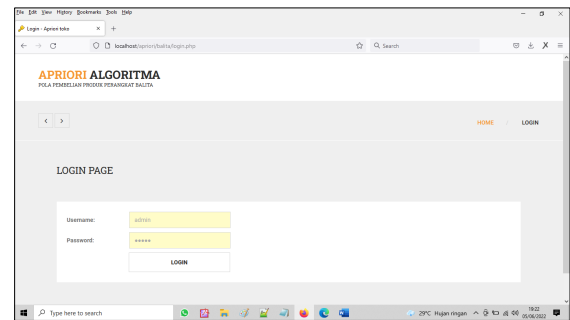 File Edit View History Bookmarks Tools Help
Login - Apriori toko
localhost/apriori/balita/login.php
Search
APRIORI ALGORITMA
POLA PEMBELIAN PRODUK PERANGKAT BALITA
HOME / LOGIN
LOGIN PAGE
Username: admin
Password: •••••
LOGIN
Type here to search
29°C Hujan ringan
19:22
05/06/2022